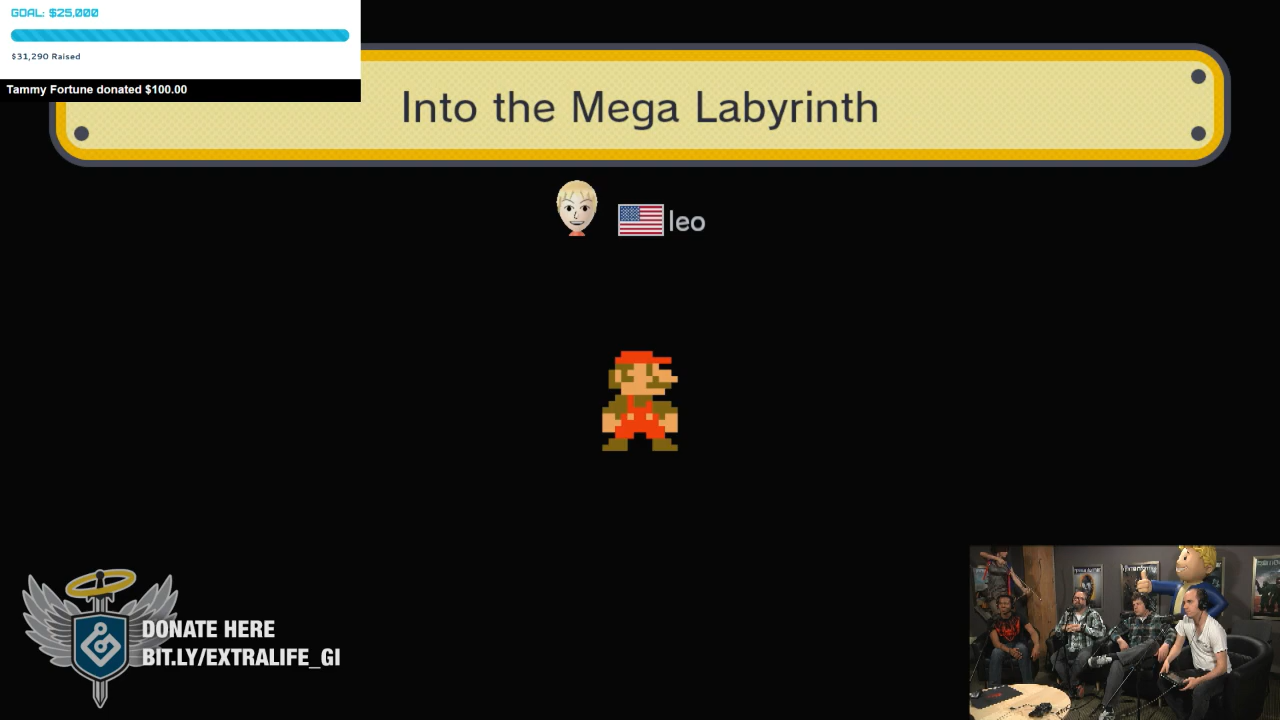 GOAL: $25,000
$31,290 Raised
Tammy Fortune donated $100.00
Into the Mega Labyrinth
leo
DONATE HERE
BIT.LY/EXTRALIFE_GI